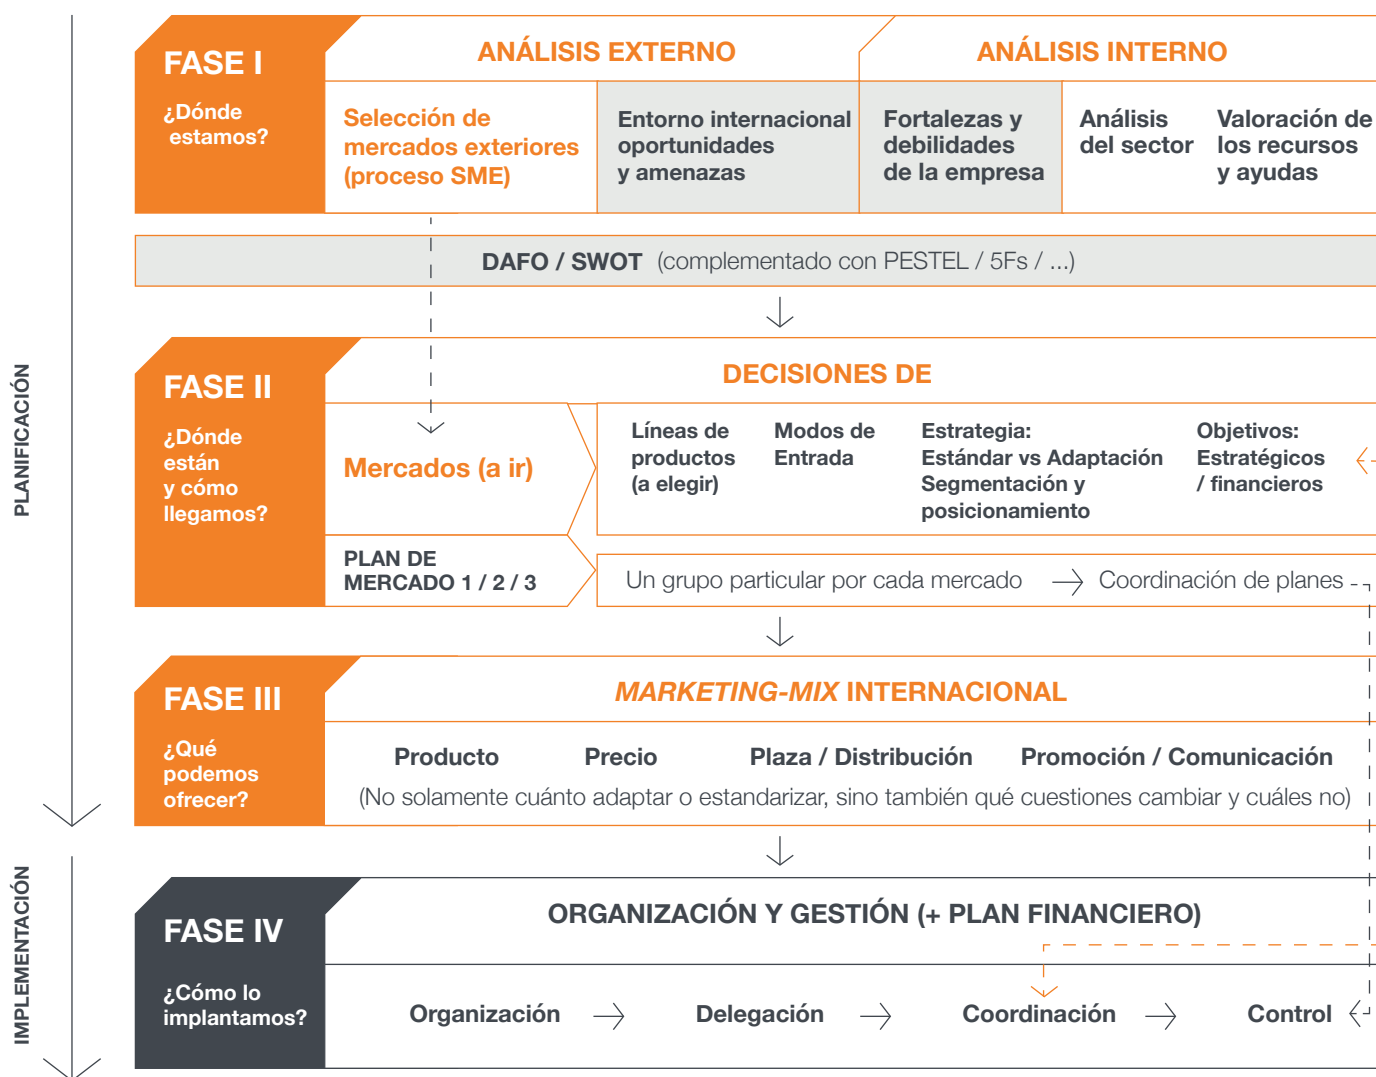 PLANIFICACIÓN
FASE I
¿Dónde
estamos?
ANÁLISIS EXTERNO
ANÁLISIS INTERNO
Selección de
mercados exteriores
(proceso SME)
Entorno internacional
oportunidades
y amenazas
Fortalezas y
debilidades
de la empresa
Análisis
del sector
Valoración de
los recursos
y ayudas
DAFO / SWOT (complementado con PESTEL / 5Fs / ...)
FASE II
¿Dónde
están
y cómo
llegamos?
DECISIONES DE
Mercados (a ir)
Líneas de
productos
(a elegir)
Modos de
Entrada
Estrategia:
Estándar vs Adaptación
Segmentación y
posicionamiento
Objetivos:
Estratégicos
/ financieros
PLAN DE
MERCADO 1 / 2 / 3
Un grupo particular por cada mercado
Coordinación de planes
FASE III
¿Qué
podemos
ofrecer?
MARKETING-MIX INTERNACIONAL
Producto
Precio
Plaza / Distribución
Promoción / Comunicación
(No solamente cuánto adaptar o estandarizar, sino también qué cuestiones cambiar y cuáles no)
IMPLEMENTACIÓN
FASE IV
¿Cómo lo
implantamos?
ORGANIZACIÓN Y GESTIÓN (+ PLAN FINANCIERO)
Organización
Delegación
Coordinación
Control